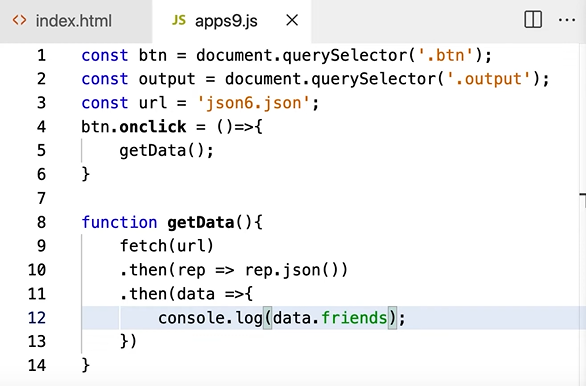 <> index.html JS apps9.js × ...
1 const btn = document.querySelector('.btn');
2 const output = document.querySelector('.output');
3 const url = 'json6.json';
4 btn.onclick = ()=>{
5 getData();
6 }
7
8 function getData(){
9 fetch(url)
10 .then(rep => rep.json())
11 .then(data =>{
12 console.log(data.friends);
13 })
14 }